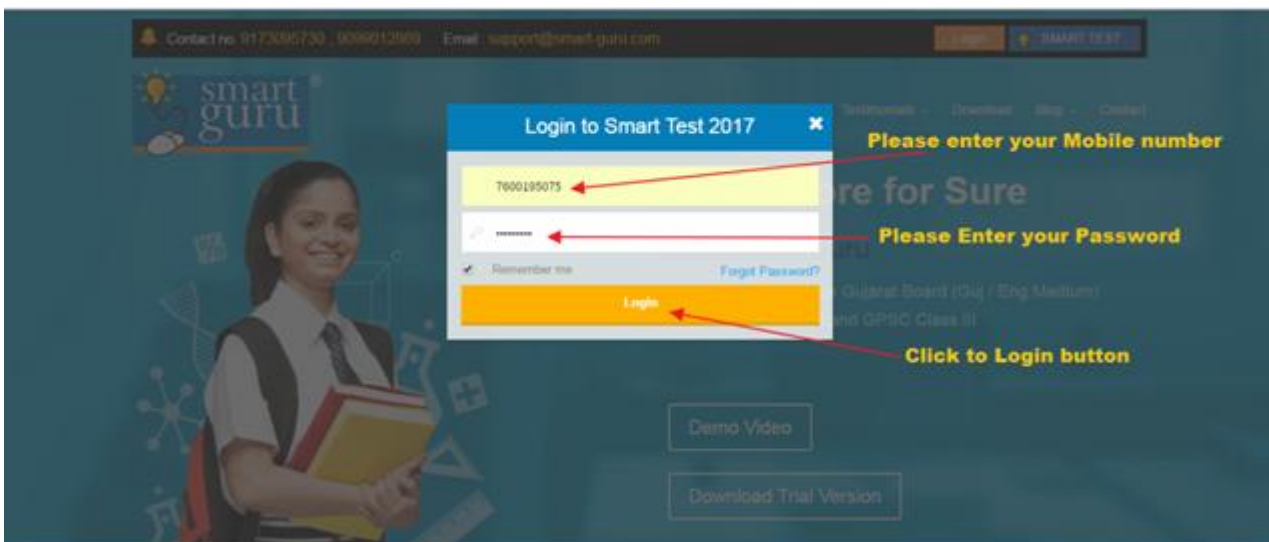 Contact no. 9173095730 , 9099012989 Email : support@smart-guru.com Login SMART TEST
smart
guru
®
Testimonials Download Blog Contact
Login to Smart Test 2017 ×
Please enter your Mobile number
7600195075
re for Sure
Please Enter your Password
Remember me Forgot Password?
Gujarat Board (Guj / Eng Medium)
Login
and GPSC Class III
Click to Login button
Demo Video
Download Trial Version